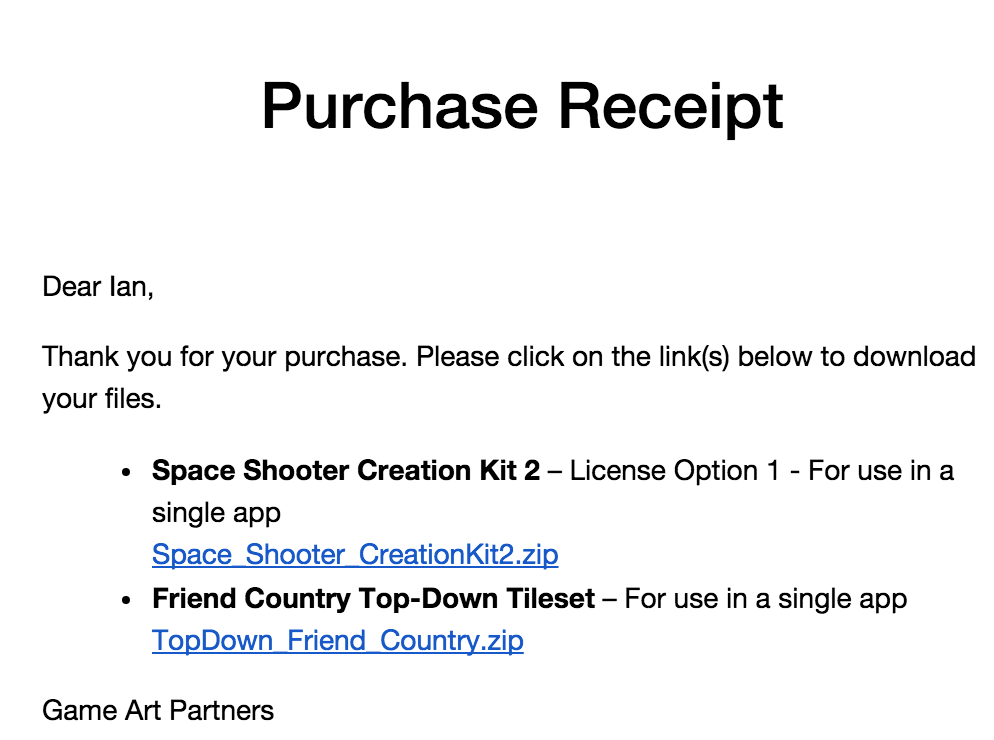 Purchase Receipt
Dear Ian,
Thank you for your purchase. Please click on the link(s) below to download
your files.
• Space Shooter Creation Kit 2 – License Option 1 - For use in a
single app
Space_Shooter_CreationKit2.zip
• Friend Country Top-Down Tileset – For use in a single app
TopDown_Friend_Country.zip
Game Art Partners